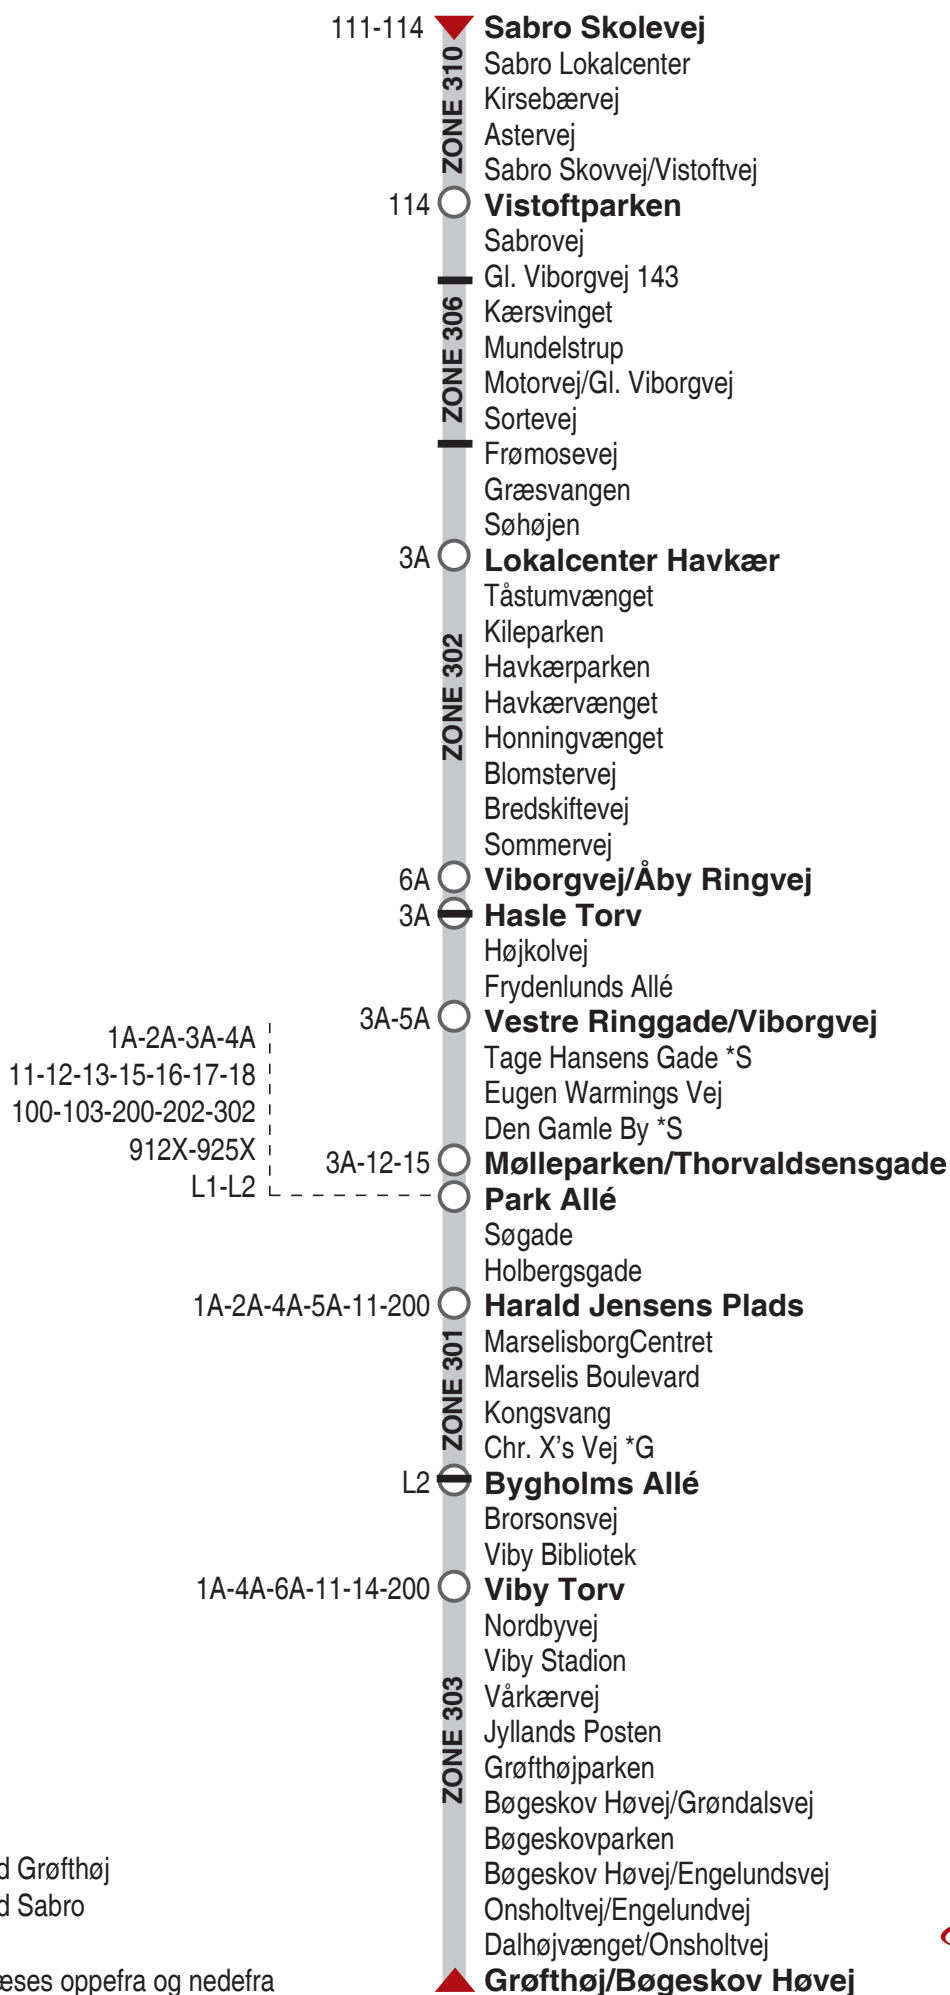 111-114 Sabro Skolevej
ZONE 310
Sabro Lokalcenter
Kirsebærvej
Astervej
Sabro Skovvej/Vistoftvej
114 Vistoftparken
Sabrovej
Gl. Viborgvej 143
ZONE 306
Kærsvinget
Mundelstrup
Motorvej/Gl. Viborgvej
Sortevej
Frømosevej
Græsvangen
Søhøjen
3A Lokalcenter Havkær
Tåstumvænget
ZONE 302
Kileparken
Havkærparken
Havkærvænget
Honningvænget
Blomstervej
Bredskiftevej
Sommervej
6A Viborgvej/Åby Ringvej
3A Hasle Torv
Højkolvej
Frydenlunds Allé
3A-5A Vestre Ringgade/Viborgvej
Tage Hansens Gade *S
Eugen Warmings Vej
Den Gamle By *S
3A-12-15 Mølleparken/Thorvaldsensgade
1A-2A-3A-4A
11-12-13-15-16-17-18
100-103-200-202-302
912X-925X
L1-L2
Park Allé
Søgade
Holbergsgade
1A-2A-4A-5A-11-200 Harald Jensens Plads
ZONE 301
MarselisborgCentret
Marselis Boulevard
Kongsvang
Chr. X's Vej *G
L2 Bygholms Allé
Brorsonsvej
Viby Bibliotek
1A-4A-6A-11-14-200 Viby Torv
Nordbyvej
Viby Stadion
ZONE 303
Vårkærvej
Jyllands Posten
Grøfthøjparken
Bøgeskov Høvej/Grøndalsvej
Bøgeskovparken
Bøgeskov Høvej/Engelundsvej
Onsholtvej/Engelundvej
Dalhøjvænget/Onsholtvej
Grøfthøj/Bøgeskov Høvej
d Grøfthøj
d Sabro
æses oppefra og nedefra